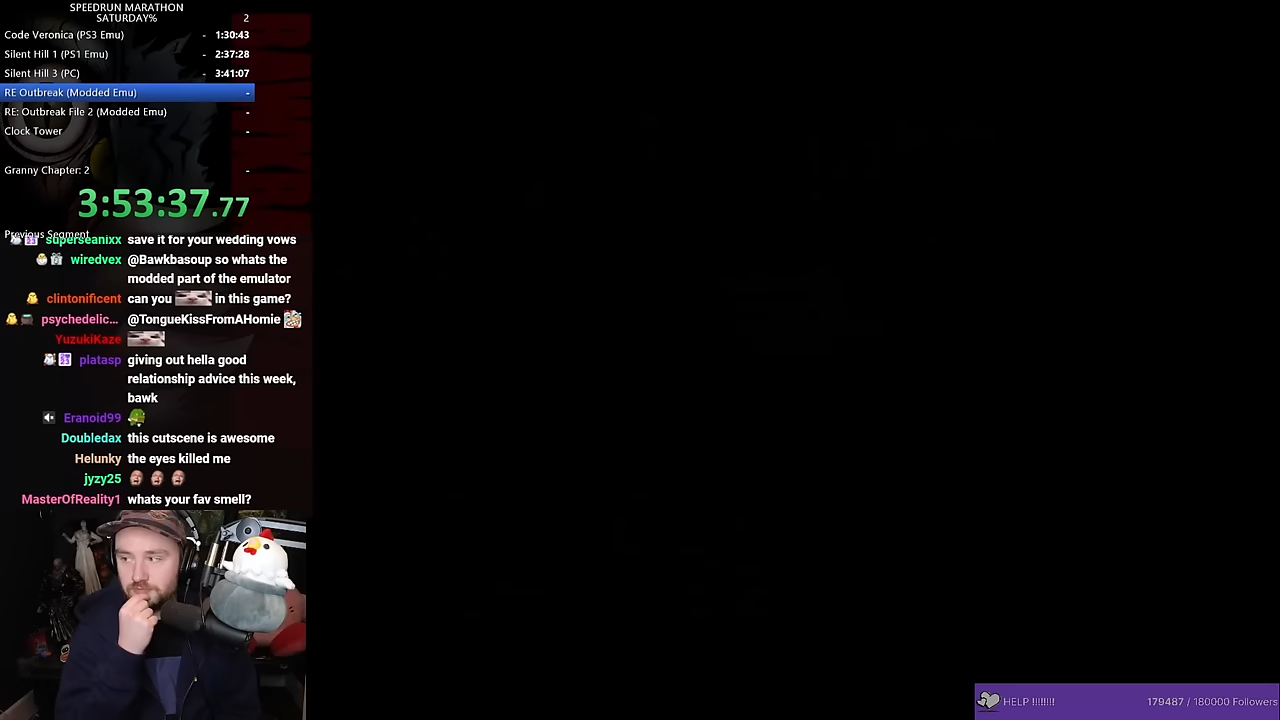 SPEEDRUN MARATHON
SATURDAY% 2
Code Veronica (PS3 Emu) - 1:30:43
Silent Hill 1 (PS1 Emu) - 2:37:28
Silent Hill 3 (PC) - 3:41:07
RE Outbreak (Modded Emu) -
RE: Outbreak File 2 (Modded Emu) -
Clock Tower -
Granny Chapter: 2 -
3:53:37.77
Previous Segment
superseanixx save it for your wedding vows
wiredvex @Bawkbasoup so whats the
modded part of the emulator
clintonificent can you in this game?
psychedelic... @TongueKissFromAHomie
YuzukiKaze
platasp giving out hella good
relationship advice this week,
bawk
Eranoid99
Doubledax this cutscene is awesome
Helunky the eyes killed me
jyzy25
MasterOfReality1 whats your fav smell?
HELP !!!!!!! 179487 / 180000 Followers